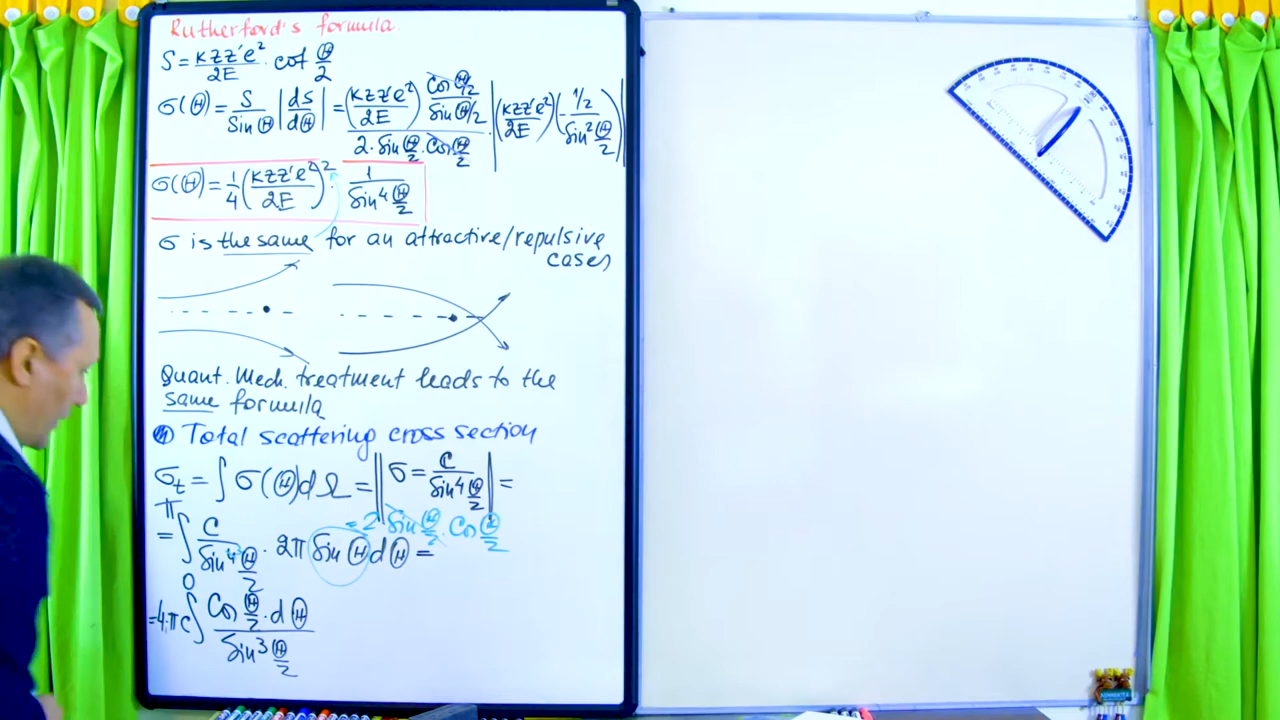 Rutherford's formula.
S = kzz'e²/2E · cot Θ/2
σ(Θ) = S/sin Θ |ds/dΘ| = (kzz'e²/2E) cos Θ/2 / sin Θ/2 / 2·sin Θ/2·cos Θ/2 · |(kzz'e²/2E)(- 1/2 / sin² Θ/2)|
σ(Θ) = 1/4 (kzz'e²/2E)² · 1/sin⁴ Θ/2
σ is the same for an attractive/repulsive
cases
Quant. Mech. treatment leads to the
same formula
Total scattering cross section
σt = ∫ σ(Θ)dΩ = ‖σ = C/sin⁴ Θ/2‖ =
= 2 sin Θ/2 · cos Θ/2
= ∫₀^π C/sin⁴ Θ/2 · 2π sin Θ dΘ =
= 4·πC ∫ cos Θ/2 · dΘ / sin³ Θ/2